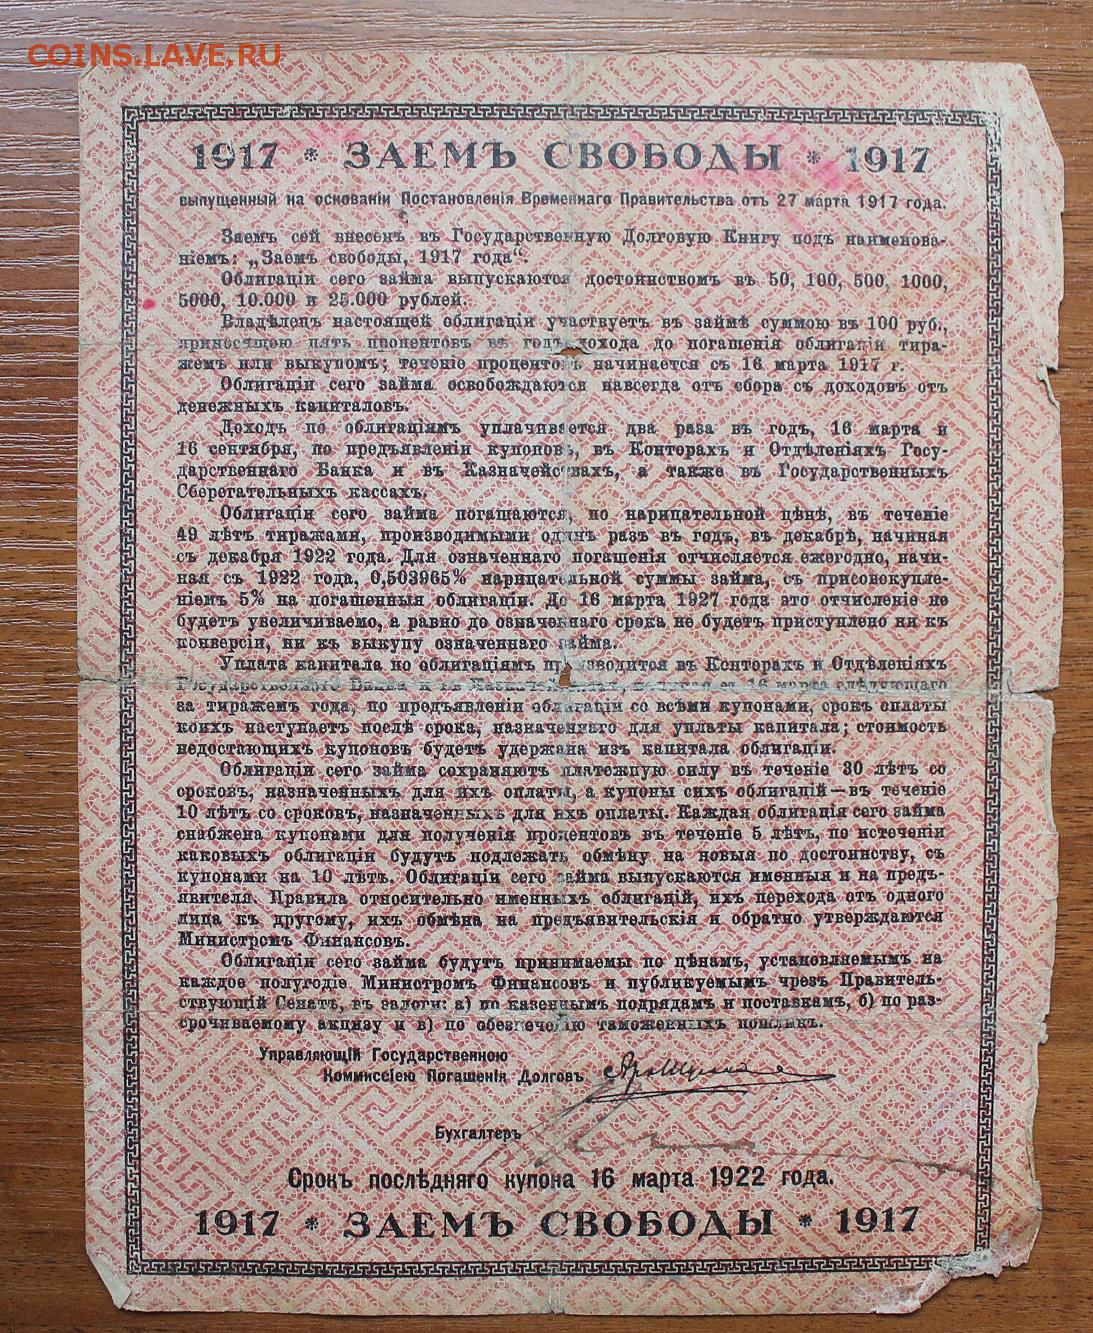 COINS.LAVE.RU
1917 * ЗАЕМЪ СВОБОДЫ * 1917
выпущенный на основаніи Постановленія Временнаго Правительства отъ 27 марта 1917 года.
Заемъ сей внесенъ въ Государственную Долговую Книгу подъ наименова-
ніемъ: „Заемъ свободы, 1917 года“.
Облигаціи сего займа выпускаются достоинствомъ въ 50, 100, 500, 1000,
5000, 10.000 и 25.000 рублей.
Владѣлецъ настоящей облигаціи участвуетъ въ займѣ суммою въ 100 руб.,
приносящою пять процентовъ въ годъ дохода до погашенія облигаціи тира-
жемъ или выкупомъ; теченіе процентовъ начинается съ 16 марта 1917 г.
Облигаціи сего займа освобождаются навсегда отъ сбора съ доходовъ отъ
денежныхъ капиталовъ.
Доходъ по облигаціямъ уплачивается два раза въ годъ, 16 марта и
16 сентября, по предъявленіи купоновъ, въ Конторахъ и Отдѣленіяхъ Госу-
дарственнаго Банка и въ Казначействахъ, а также въ Государственныхъ
Сберегательныхъ кассахъ.
Облигаціи сего займа погашаются, по нарицательной цѣнѣ, въ теченіе
49 лѣтъ тиражами, производимыми одинъ разъ въ годъ, въ декабрѣ, начиная
съ декабря 1922 года. Для означеннаго погашенія отчисляется ежегодно, начи-
ная съ 1922 года, 0,503965% нарицательной суммы займа, съ присовокупле-
ніемъ 5% на погашенныя облигаціи. До 16 марта 1927 года это отчисленіе не
будетъ увеличиваемо, а равно до означеннаго срока не будетъ приступлено ни къ
конверсіи, ни къ выкупу означеннаго займа.
Уплата капитала по облигаціямъ производится въ Конторахъ и Отдѣленіяхъ
Государственнаго Банка и въ Казначействахъ, начиная съ 16 марта слѣдующаго
за тиражемъ года, по предъявленіи облигаціи со всѣми купонами, срокъ оплаты
коихъ наступаетъ послѣ срока, назначеннаго для уплаты капитала; стоимость
недостающихъ купоновъ будетъ удержана изъ капитала облигаціи.
Облигаціи сего займа сохраняютъ платежную силу въ теченіе 30 лѣтъ со
сроковъ, назначенныхъ для ихъ оплаты, а купоны сихъ облигацій—въ теченіе
10 лѣтъ со сроковъ, назначенныхъ для ихъ оплаты. Каждая облигація сего займа
снабжена купонами для полученія процентовъ въ теченіе 5 лѣтъ, по истеченіи
каковыхъ облигаціи будутъ подлежать обмѣну на новыя по достоинству, съ
купонами на 10 лѣтъ. Облигаціи сего займа выпускаются именныя и на предъ-
явителя. Правила относительно именныхъ облигацій, ихъ перехода отъ одного
лица къ другому, ихъ обмѣна на предъявительскія и обратно утверждаются
Министромъ Финансовъ.
Облигаціи сего займа будутъ принимаемы по цѣнамъ, установляемымъ на
каждое полугодіе Министромъ Финансовъ и публикуемымъ чрезъ Правитель-
ствующій Сенатъ, въ залоги: а) по казеннымъ подрядамъ и поставкамъ, б) по раз-
срочиваемому акцизу и в) по обезпеченію таможенныхъ пошлинъ.
Управляющій Государственною
Комиссіею Погашенія Долговъ
Бухгалтеръ
Срокъ послѣдняго купона 16 марта 1922 года.
1917 * ЗАЕМЪ СВОБОДЫ * 1917